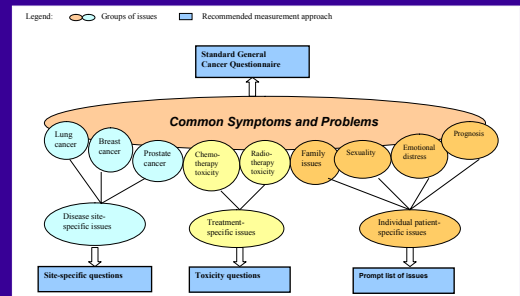 Legend: Groups of issues Recommended measurement approach
Standard General
Cancer Questionnaire
Common Symptoms and Problems
Lung
cancer
Breast
cancer
Prostate
cancer
Chemo-
therapy
toxicity
Radio-
therapy
toxicity
Family
issues
Sexuality
Emotional
distress
Prognosis
Disease site-
specific issues
Treatment-
specific issues
Individual patient-
specific issues
Site-specific questions
Toxicity questions
Prompt list of issues